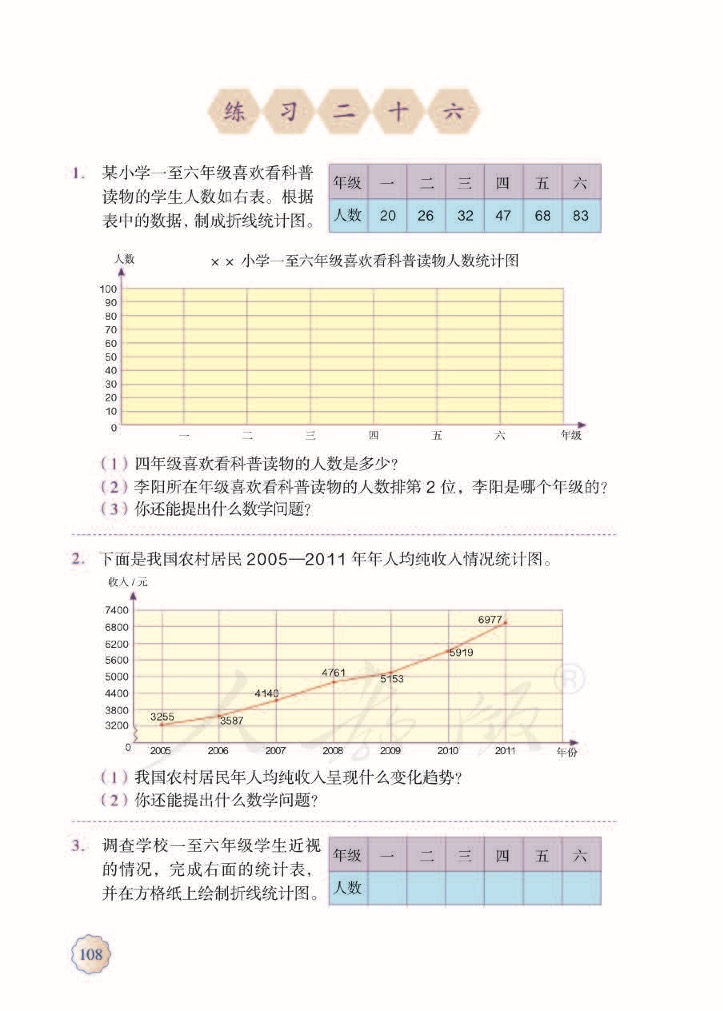 练习二十六
1. 某小学一至六年级喜欢看科普
读物的学生人数如右表。根据
表中的数据,制成折线统计图。
年级 一 二 三 四 五 六
人数 20 26 32 47 68 83
人数
×× 小学一至六年级喜欢看科普读物人数统计图
100
90
80
70
60
50
40
30
20
10
0
一 二 三 四 五 六 年级
(1)四年级喜欢看科普读物的人数是多少?
(2)李阳所在年级喜欢看科普读物的人数排第 2 位,李阳是哪个年级的?
(3)你还能提出什么数学问题?
2. 下面是我国农村居民 2005—2011 年年人均纯收入情况统计图。
收入 / 元
7400
6800
6200
5600
5000
4400
3800
3200
0
3255
3587
4140
4761
5153
5919
6977
2005 2006 2007 2008 2009 2010 2011 年份
人教版®
(1)我国农村居民年人均纯收入呈现什么变化趋势?
(2)你还能提出什么数学问题?
3. 调查学校一至六年级学生近视
的情况,完成右面的统计表,
并在方格纸上绘制折线统计图。
年级 一 二 三 四 五 六
人数
108